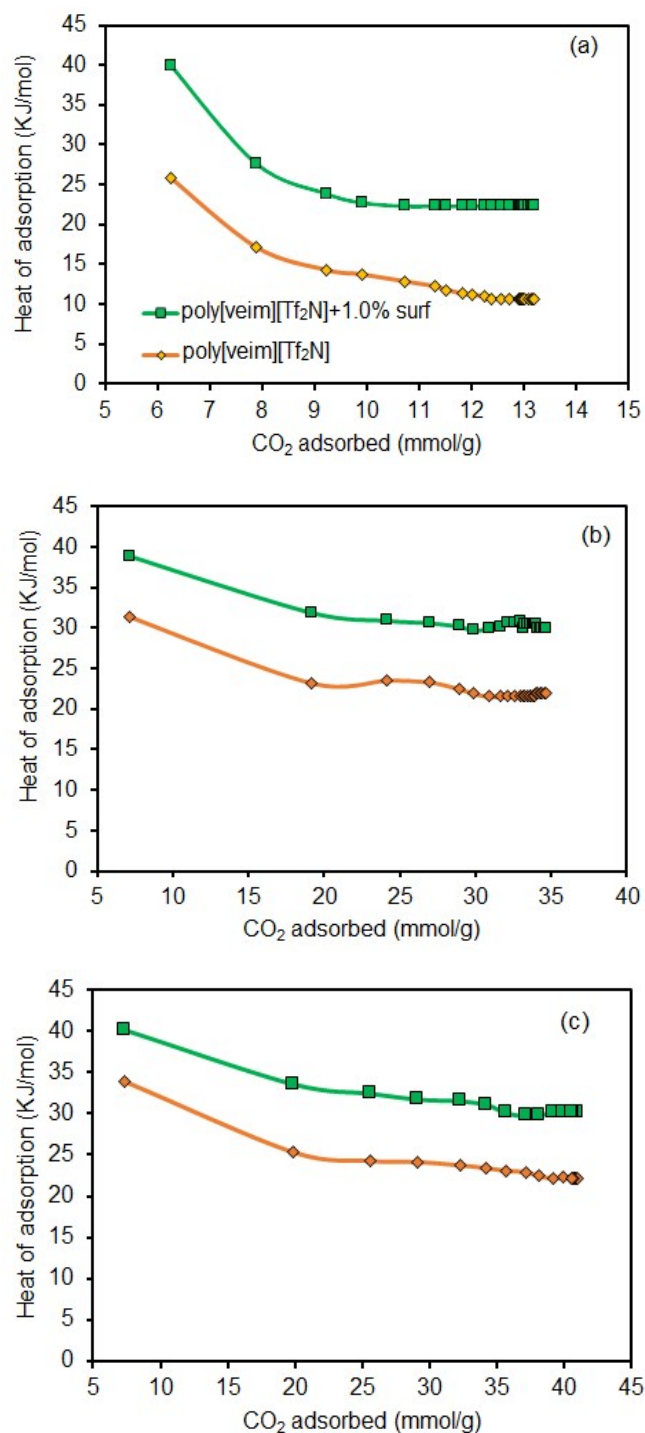 (a)
45
40
35
30
25
20
15
10
5
0
Heat of adsorption (KJ/mol)
poly[veim][Tf₂N]+1.0% surf
poly[veim][Tf₂N]
5 6 7 8 9 10 11 12 13 14 15
CO₂ adsorbed (mmol/g)
(b)
45
40
35
30
25
20
15
10
5
0
Heat of adsorption (KJ/mol)
5 10 15 20 25 30 35 40
CO₂ adsorbed (mmol/g)
(c)
45
40
35
30
25
20
15
10
5
0
Heat of adsorption (KJ/mol)
5 10 15 20 25 30 35 40 45
CO₂ adsorbed (mmol/g)